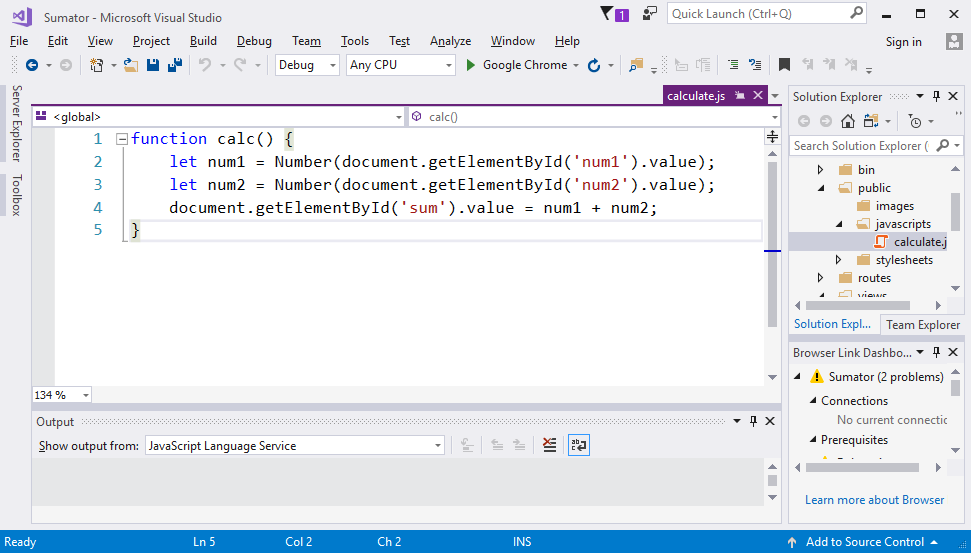 Sumator - Microsoft Visual Studio
1
Quick Launch (Ctrl+Q)
File Edit View Project Build Debug Team Tools Test Analyze Window Help
Sign in
Debug Any CPU Google Chrome
Server Explorer
Toolbox
calculate.js
<global> calc()
1 function calc() {
2 let num1 = Number(document.getElementById('num1').value);
3 let num2 = Number(document.getElementById('num2').value);
4 document.getElementById('sum').value = num1 + num2;
5 }
134 %
Output
Show output from: JavaScript Language Service
Solution Explorer
Search Solution Explorer (
bin
public
images
javascripts
calculate.j
stylesheets
routes
views
Solution Expl... Team Explorer
Browser Link Dashbo...
Sumator (2 problems)
Connections
No current connectic
Prerequisites
Learn more about Browser
Ready Ln 5 Col 2 Ch 2 INS Add to Source Control